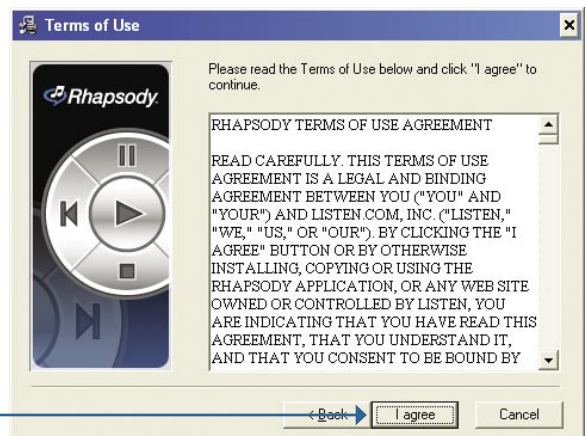 Terms of Use
Rhapsody.
Please read the Terms of Use below and click "I agree" to
continue.
RHAPSODY TERMS OF USE AGREEMENT
READ CAREFULLY. THIS TERMS OF USE
AGREEMENT IS A LEGAL AND BINDING
AGREEMENT BETWEEN YOU ("YOU" AND
"YOUR") AND LISTEN.COM, INC. ("LISTEN,"
"WE," "US," OR "OUR"). BY CLICKING THE "I
AGREE" BUTTON OR BY OTHERWISE
INSTALLING, COPYING OR USING THE
RHAPSODY APPLICATION, OR ANY WEB SITE
OWNED OR CONTROLLED BY LISTEN, YOU
ARE INDICATING THAT YOU HAVE READ THIS
AGREEMENT, THAT YOU UNDERSTAND IT,
AND THAT YOU CONSENT TO BE BOUND BY
< Back I agree Cancel